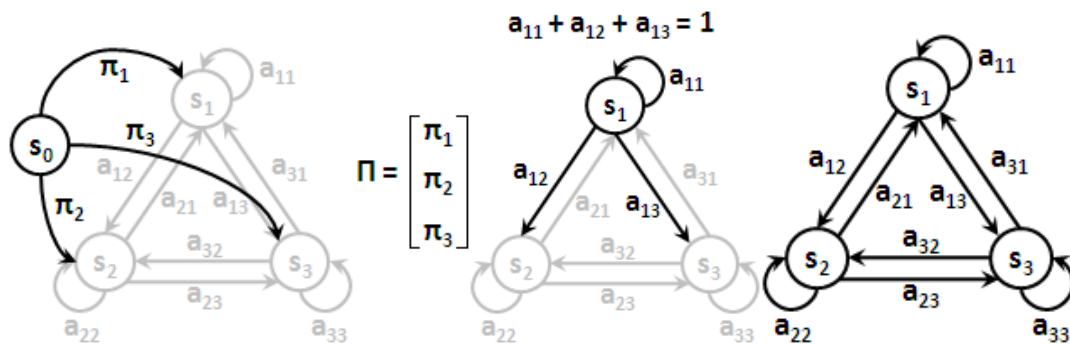 a₁₁ + a₁₂ + a₁₃ = 1
π₁
s₁
a₁₁
s₀
π₃
a₁₂
a₃₁
π₂
a₂₁
a₁₃
s₂
a₃₂
s₃
a₂₃
a₂₂
a₃₃
Π =
π₁
π₂
π₃
s₁
a₁₁
a₁₂
a₃₁
a₂₁
a₁₃
s₂
a₃₂
s₃
a₂₃
a₂₂
a₃₃
s₁
a₁₁
a₁₂
a₃₁
a₂₁
a₁₃
s₂
a₃₂
s₃
a₂₃
a₂₂
a₃₃